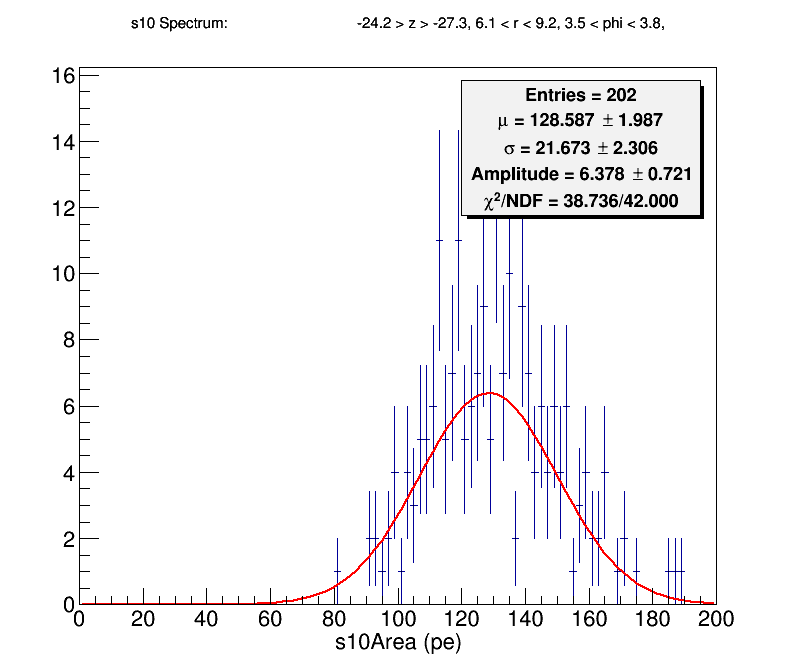 s10 Spectrum: -24.2 > z > -27.3, 6.1 < r < 9.2, 3.5 < phi < 3.8,
Entries = 202
μ = 128.587 ± 1.987
σ = 21.673 ± 2.306
Amplitude = 6.378 ± 0.721
χ²/NDF = 38.736/42.000
16
14
12
10
8
6
4
2
0
0 20 40 60 80 100 120 140 160 180 200
s10Area (pe)